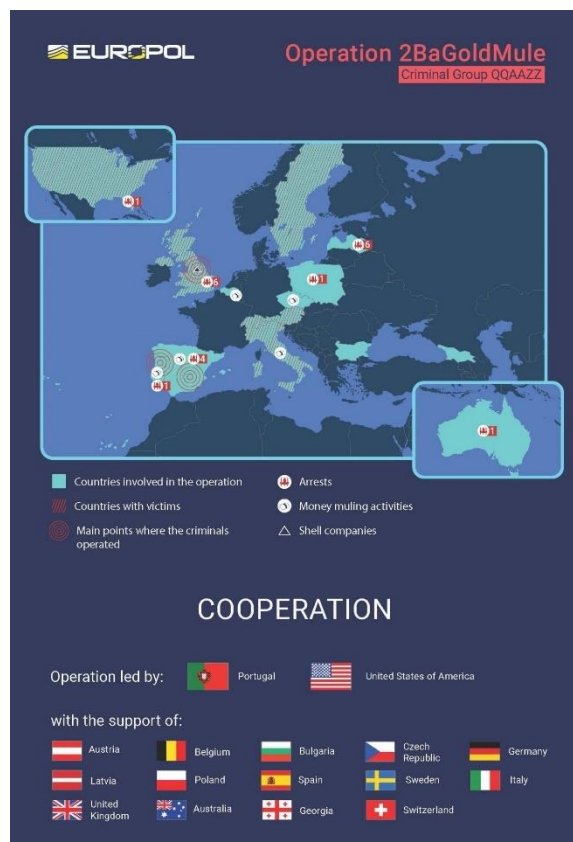 EUROPOL
Operation 2BaGoldMule
Criminal Group QQAAZZ
1
6
6
1
4
1
1
Countries involved in the operation
Arrests
Countries with victims
Money muling activities
Main points where the criminals
operated
Shell companies
COOPERATION
Operation led by:
Portugal
United States of America
with the support of:
Austria
Belgium
Bulgaria
Czech
Republic
Germany
Latvia
Poland
Spain
Sweden
Italy
United
Kingdom
Australia
Georgia
Switzerland